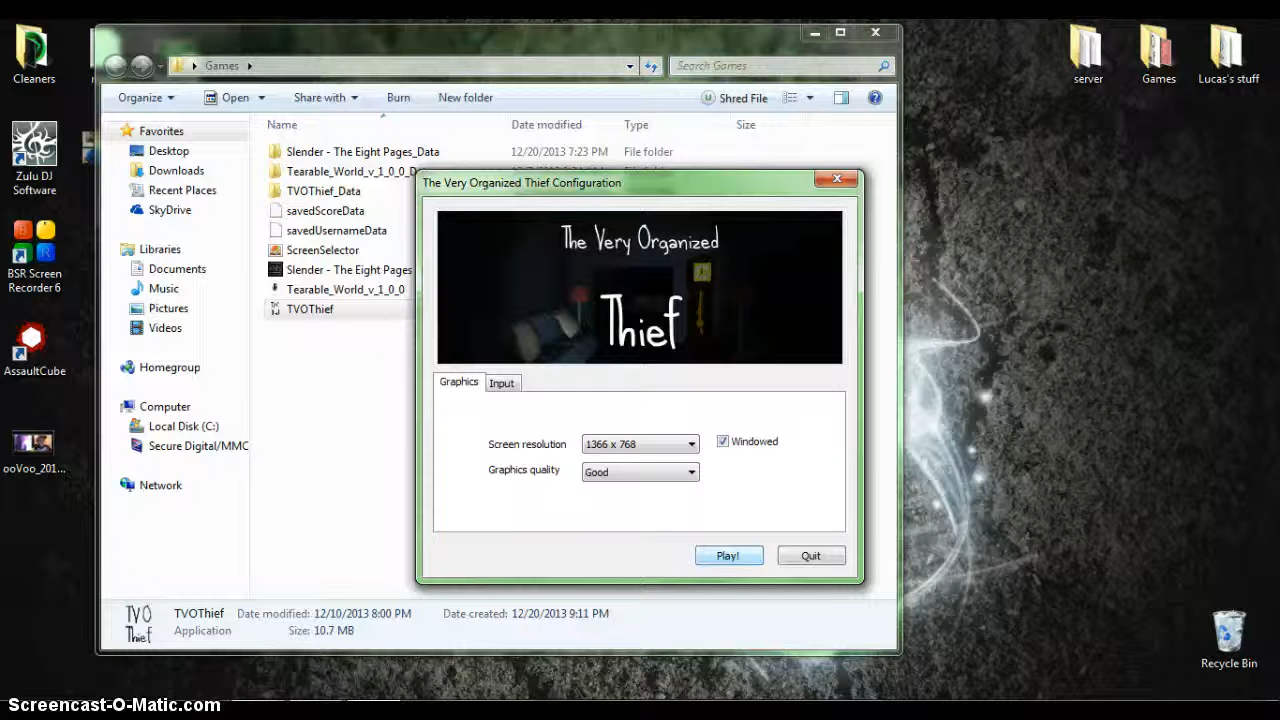 Cleaners
Zulu DJ
Software
BSR Screen
Recorder 6
AssaultCube
ooVoo_201...
server
Games
Lucas's stuff
Recycle Bin
Games
Search Games
Organize
Open
Share with
Burn
New folder
Shred File
Favorites
Desktop
Downloads
Recent Places
SkyDrive
Libraries
Documents
Music
Pictures
Videos
Homegroup
Computer
Local Disk (C:)
Secure Digital/MMC
Network
Name
Date modified
Type
Size
Slender - The Eight Pages_Data
12/20/2013 7:23 PM
File folder
Tearable_World_v_1_0_0_D
TVOThief_Data
savedScoreData
savedUsernameData
ScreenSelector
Slender - The Eight Pages
Tearable_World_v_1_0_0
TVOThief
The Very Organized Thief Configuration
The Very Organized
Thief
Graphics
Input
Screen resolution
1366 x 768
Windowed
Graphics quality
Good
Play!
Quit
TVO
Thief
TVOThief
Date modified: 12/10/2013 8:00 PM
Date created: 12/20/2013 9:11 PM
Application
Size: 10.7 MB
Screencast-O-Matic.com